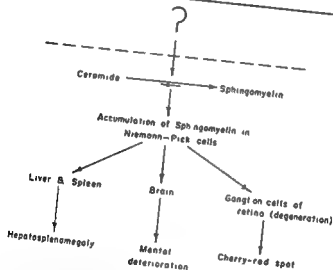 ?
Ceramide
Sphingomyelin
Accumulation of Sphingomyelin in
Niemann-Pick cells
Liver & Spleen
Brain
Ganglion cells of
retina (degeneration)
Hepatosplenomegaly
Mental
deterioration
Cherry-red spot